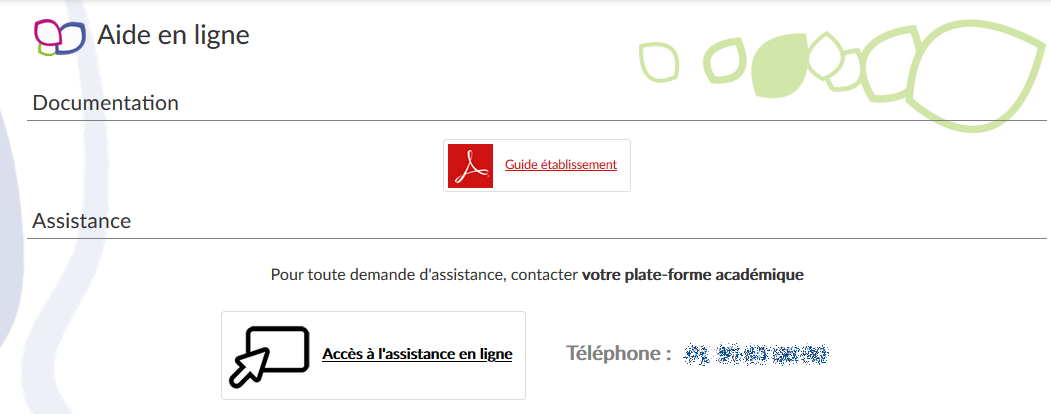 Aide en ligne
Documentation
Guide établissement
Assistance
Pour toute demande d'assistance, contacter votre plate-forme académique
Accès à l'assistance en ligne
Téléphone :